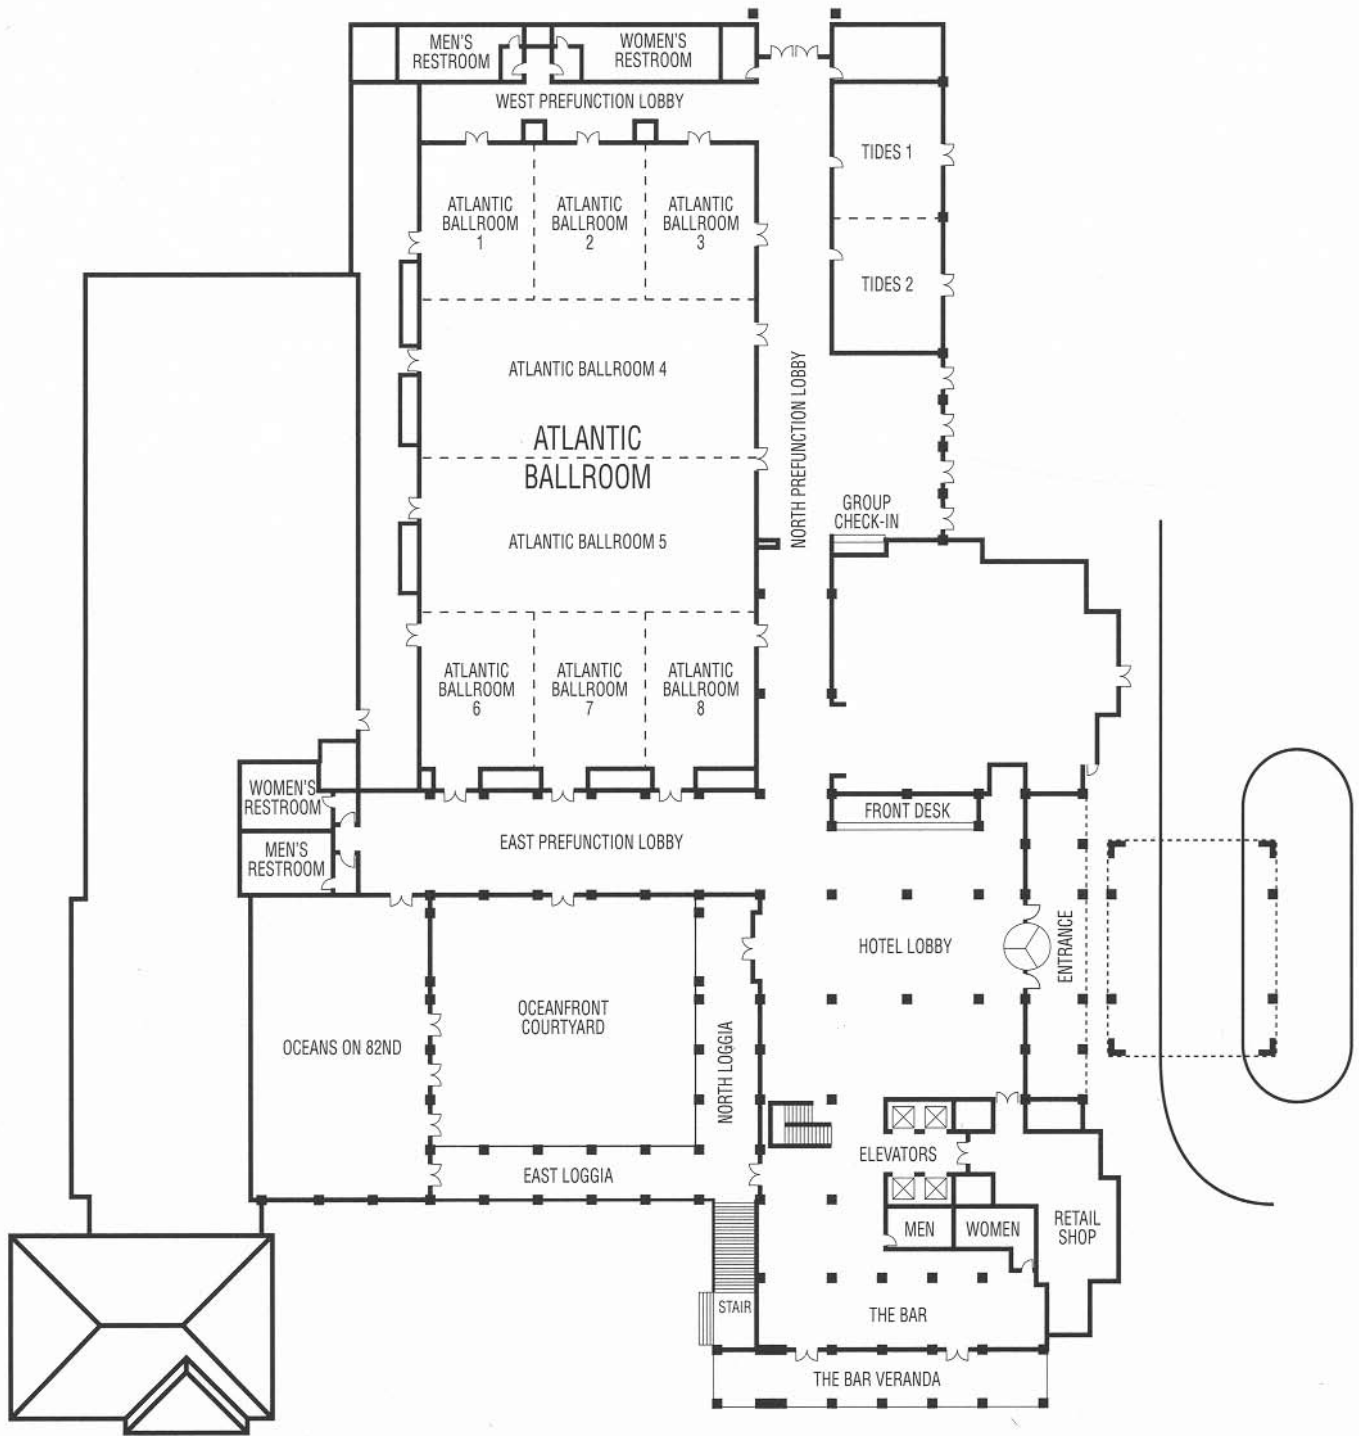 MEN'S
RESTROOM
WOMEN'S
RESTROOM
WEST PREFUNCTION LOBBY
TIDES 1
ATLANTIC
BALLROOM
1
ATLANTIC
BALLROOM
2
ATLANTIC
BALLROOM
3
TIDES 2
ATLANTIC BALLROOM 4
NORTH PREFUNCTION LOBBY
ATLANTIC
BALLROOM
GROUP
CHECK-IN
ATLANTIC BALLROOM 5
ATLANTIC
BALLROOM
6
ATLANTIC
BALLROOM
7
ATLANTIC
BALLROOM
8
WOMEN'S
RESTROOM
FRONT DESK
EAST PREFUNCTION LOBBY
MEN'S
RESTROOM
HOTEL LOBBY
ENTRANCE
OCEANFRONT
COURTYARD
OCEANS ON 82ND
NORTH LOGGIA
ELEVATORS
EAST LOGGIA
MEN
WOMEN
RETAIL
SHOP
STAIR
THE BAR
THE BAR VERANDA